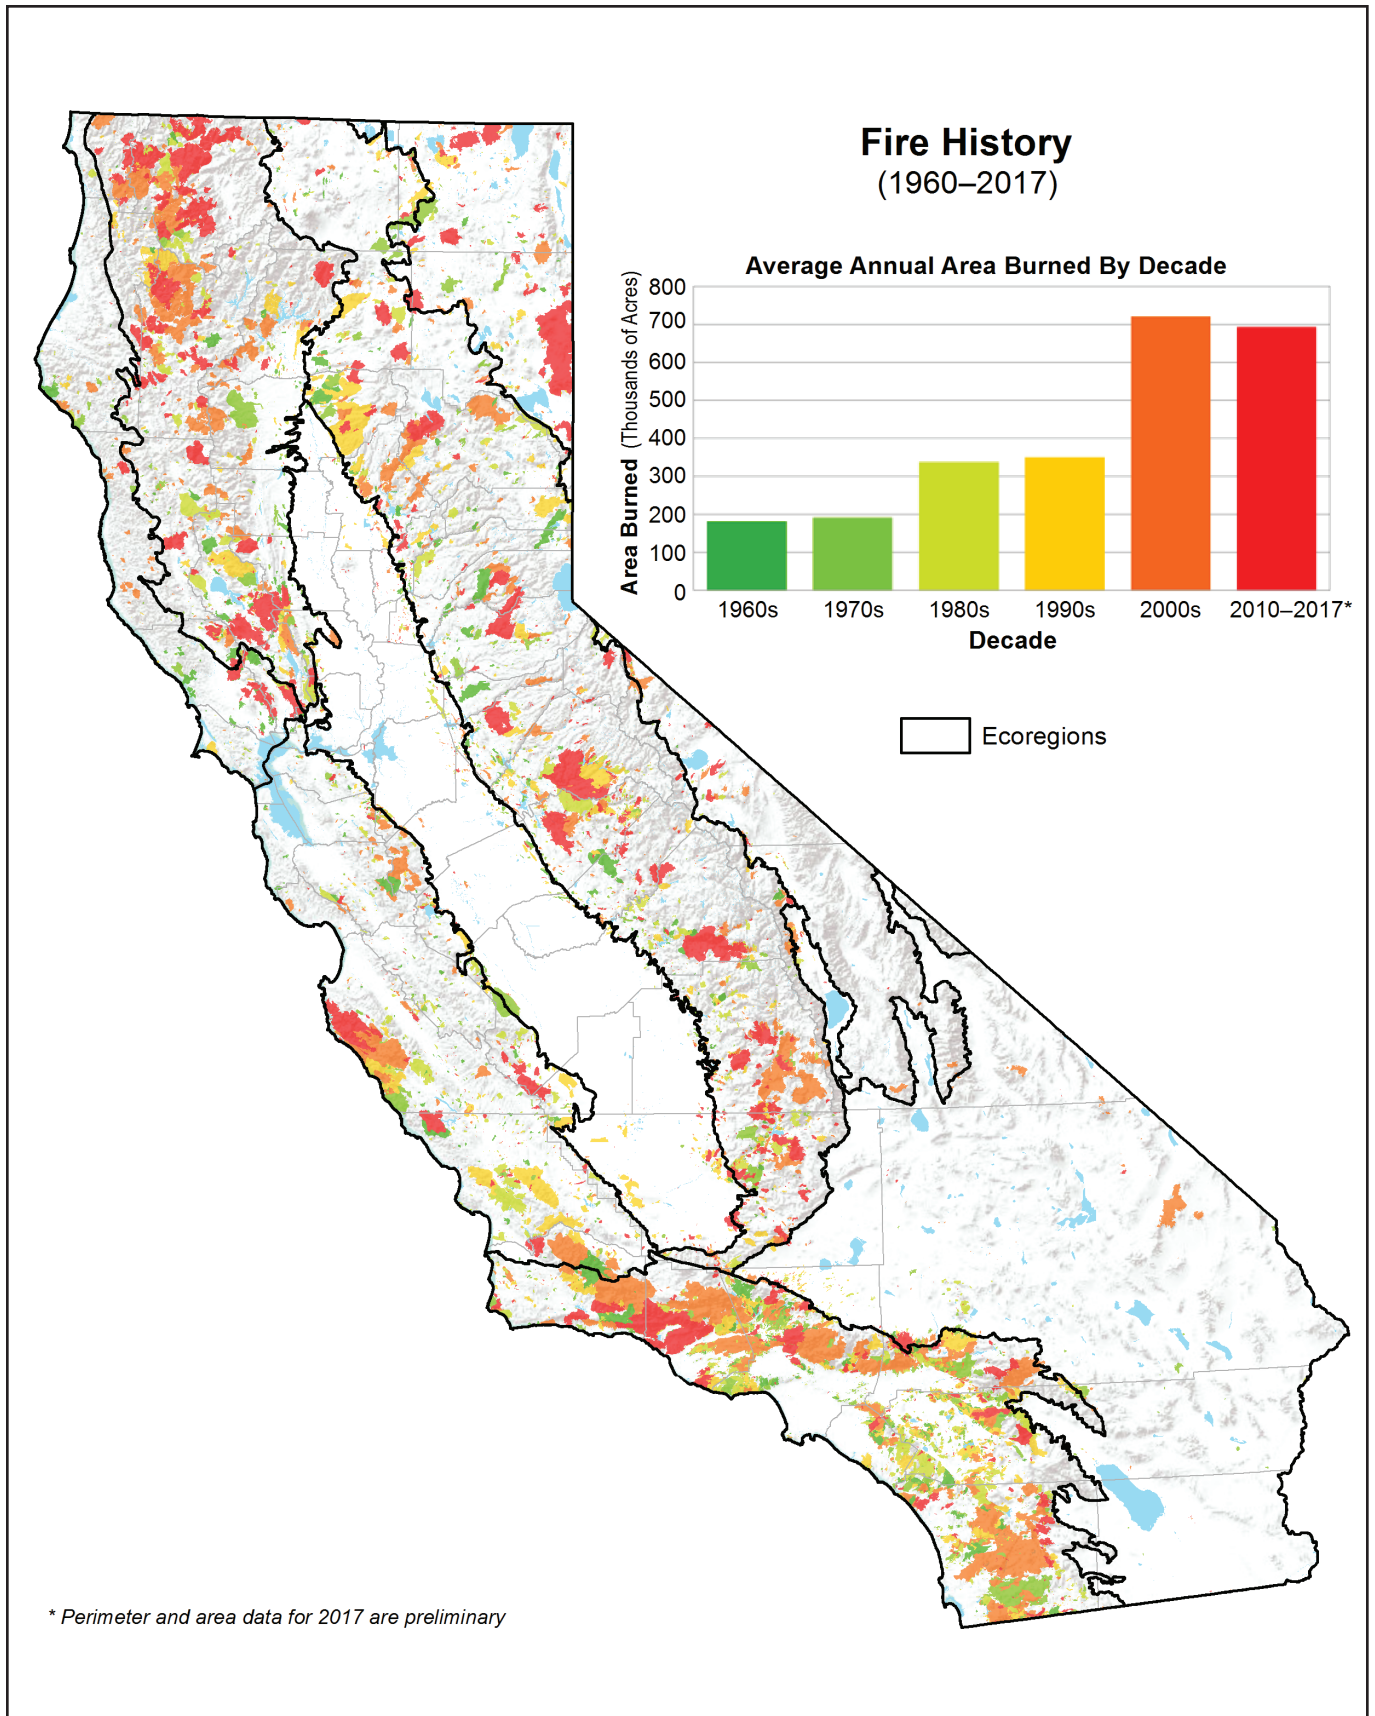 Fire History
(1960–2017)
Average Annual Area Burned By Decade
Area Burned (Thousands of Acres)
800
700
600
500
400
300
200
100
0
1960s 1970s 1980s 1990s 2000s 2010–2017*
Decade
Ecoregions
* Perimeter and area data for 2017 are preliminary